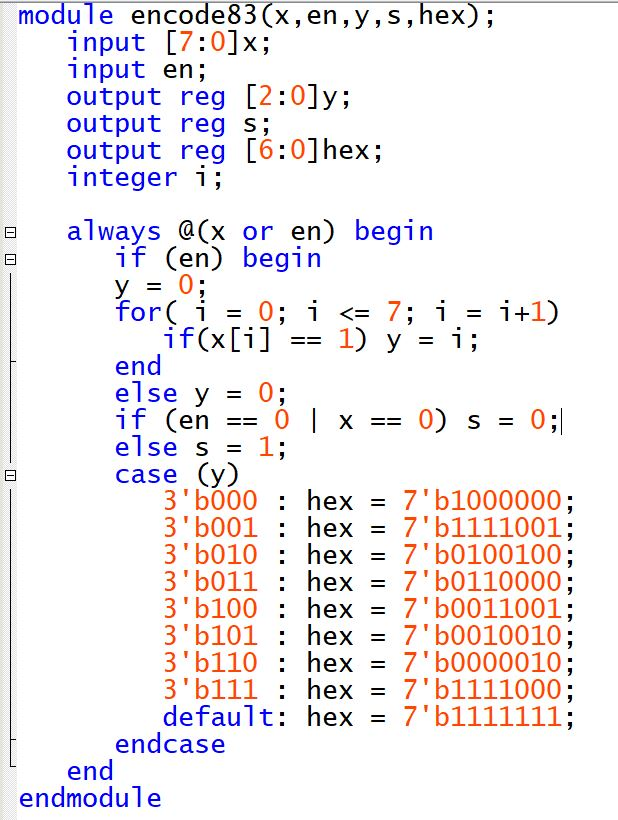 module encode83(x,en,y,s,hex);
   input [7:0]x;
   input en;
   output reg [2:0]y;
   output reg s;
   output reg [6:0]hex;
   integer i;

   always @(x or en) begin
      if (en) begin
      y = 0;
      for( i = 0; i <= 7; i = i+1)
         if(x[i] == 1) y = i;
      end
      else y = 0;
      if (en == 0 | x == 0) s = 0;
      else s = 1;
      case (y)
         3'b000 : hex = 7'b1000000;
         3'b001 : hex = 7'b1111001;
         3'b010 : hex = 7'b0100100;
         3'b011 : hex = 7'b0110000;
         3'b100 : hex = 7'b0011001;
         3'b101 : hex = 7'b0010010;
         3'b110 : hex = 7'b0000010;
         3'b111 : hex = 7'b1111000;
         default: hex = 7'b1111111;
      endcase
   end
endmodule